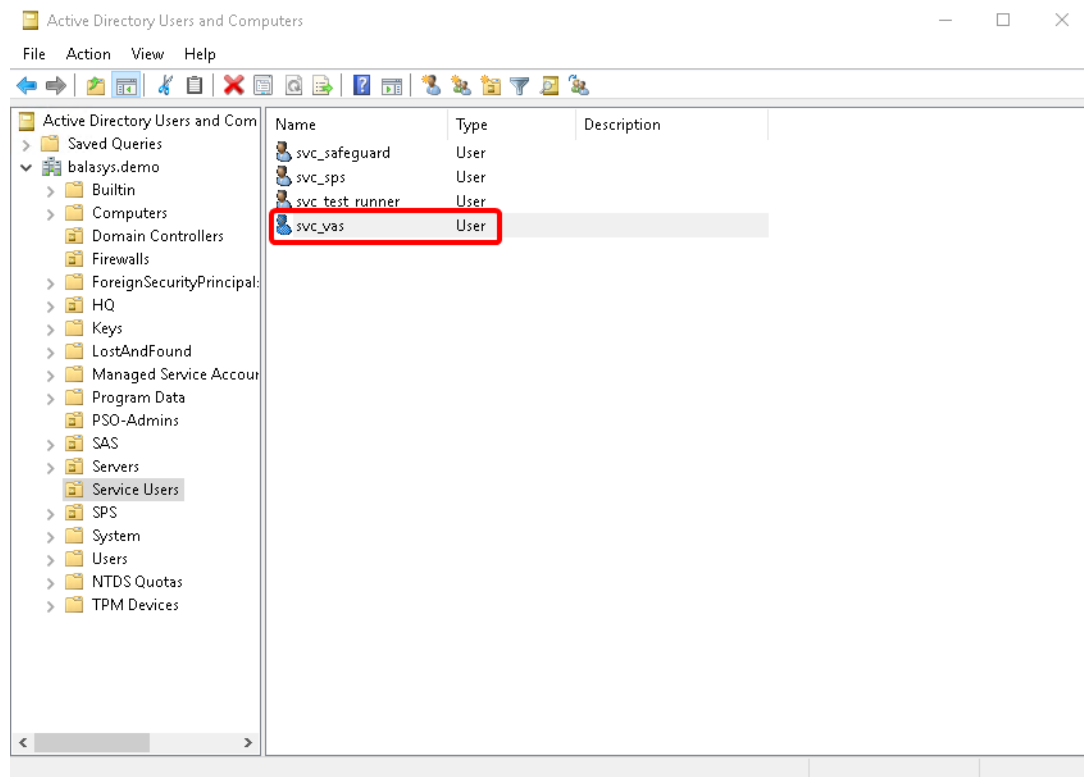 Active Directory Users and Computers
File Action View Help
Active Directory Users and Com
Saved Queries
balasys.demo
Builtin
Computers
Domain Controllers
Firewalls
ForeignSecurityPrincipal:
HQ
Keys
LostAndFound
Managed Service Accour
Program Data
PSO-Admins
SAS
Servers
Service Users
SPS
System
Users
NTDS Quotas
TPM Devices
Name Type Description
svc_safeguard User
svc_sps User
svc_test_runner User
svc_vas User